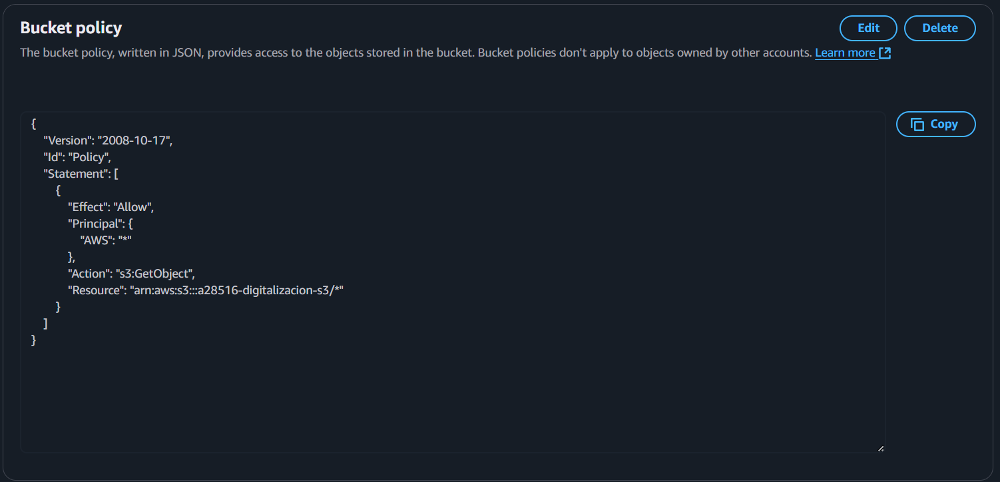 Bucket policy
Edit
Delete
The bucket policy, written in JSON, provides access to the objects stored in the bucket. Bucket policies don't apply to objects owned by other accounts. Learn more
{
"Version": "2008-10-17",
"Id": "Policy",
"Statement": [
{
"Effect": "Allow",
"Principal": {
"AWS": "*"
},
"Action": "s3:GetObject",
"Resource": "arn:aws:s3:::a28516-digitalizacion-s3/*"
}
]
}
Copy